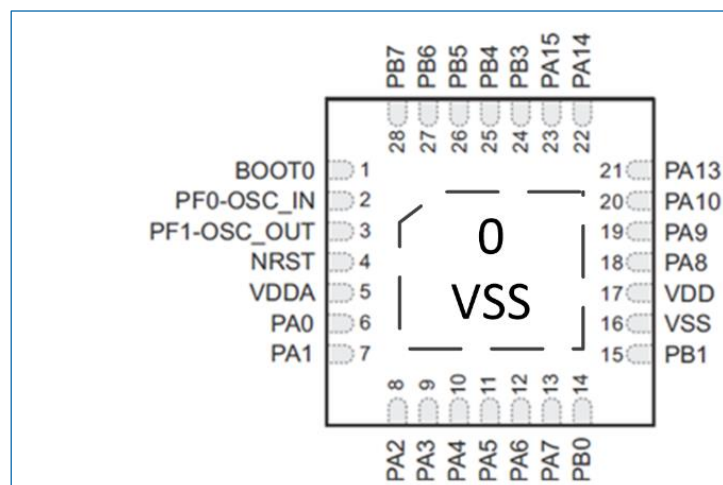 PB7 PB6 PB5 PB4 PB3 PA15 PA14
28 27 26 25 24 23 22
BOOT0 1
PF0-OSC_IN 2
PF1-OSC_OUT 3
NRST 4
VDDA 5
PA0 6
PA1 7
0
VSS
21 PA13
20 PA10
19 PA9
18 PA8
17 VDD
16 VSS
15 PB1
8 9 10 11 12 13 14
PA2 PA3 PA4 PA5 PA6 PA7 PB0